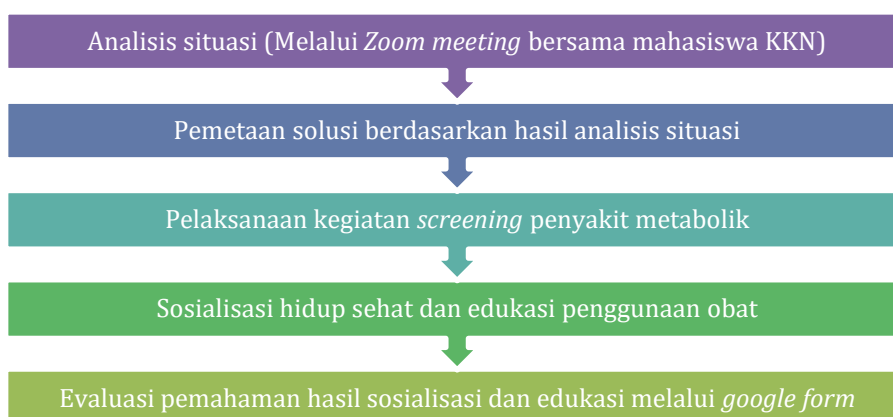 Analisis situasi (Melalui Zoom meeting bersama mahasiswa KKN)
Pemetaan solusi berdasarkan hasil analisis situasi
Pelaksanaan kegiatan screening penyakit metabolik
Sosialisasi hidup sehat dan edukasi penggunaan obat
Evaluasi pemahaman hasil sosialisasi dan edukasi melalui google form